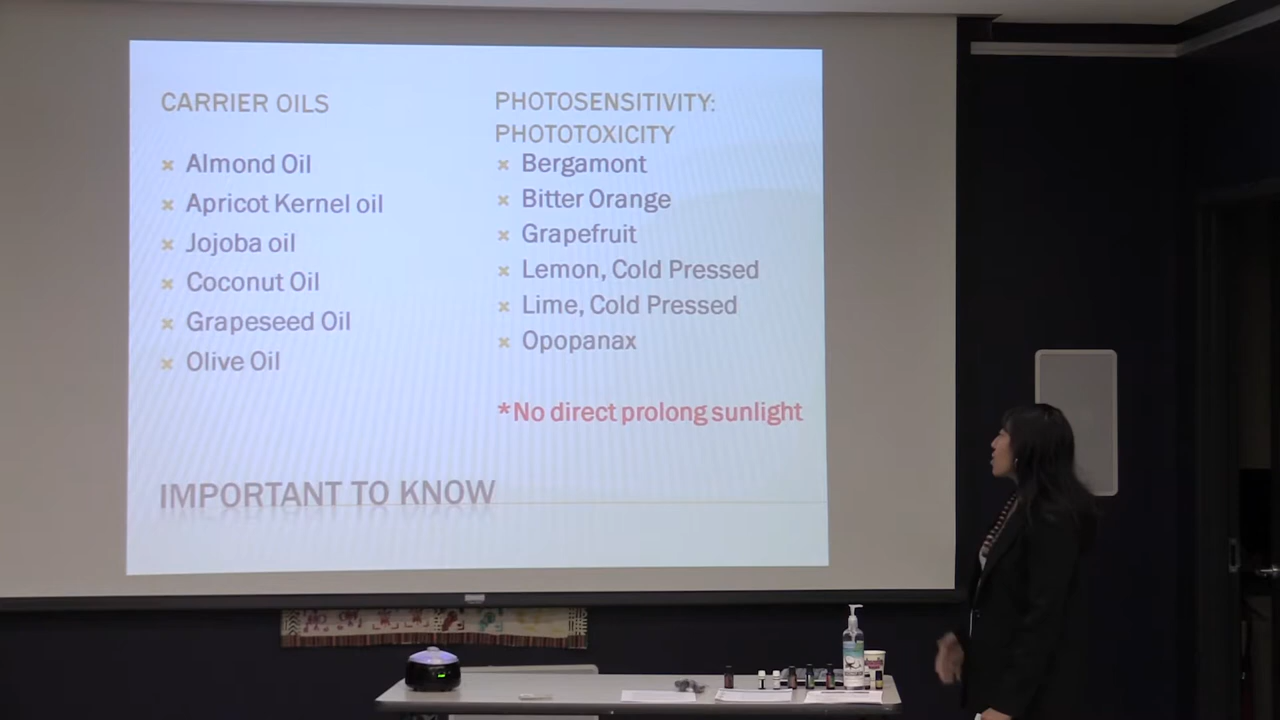 CARRIER OILS
Almond Oil
Apricot Kernel oil
Jojoba oil
Coconut Oil
Grapeseed Oil
Olive Oil
PHOTOSENSITIVITY:
PHOTOTOXICITY
Bergamont
Bitter Orange
Grapefruit
Lemon, Cold Pressed
Lime, Cold Pressed
Opopanax
*No direct prolong sunlight
IMPORTANT TO KNOW